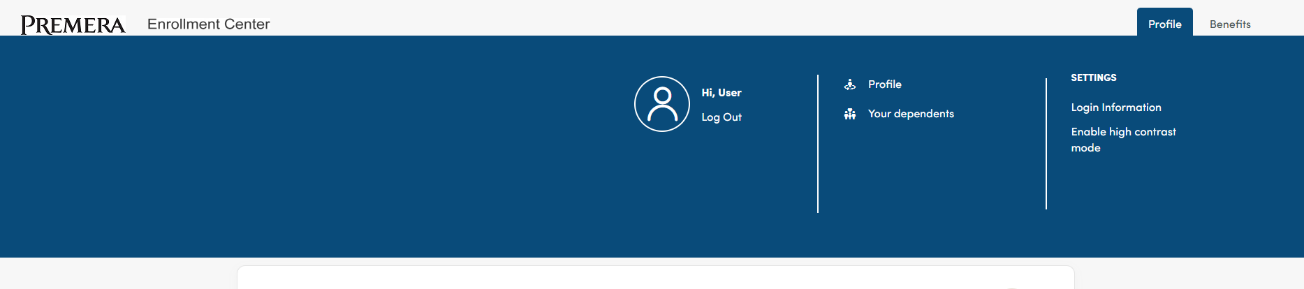 PREMERA Enrollment Center
Profile Benefits
Hi, User
Log Out
Profile
Your dependents
SETTINGS
Login Information
Enable high contrast
mode